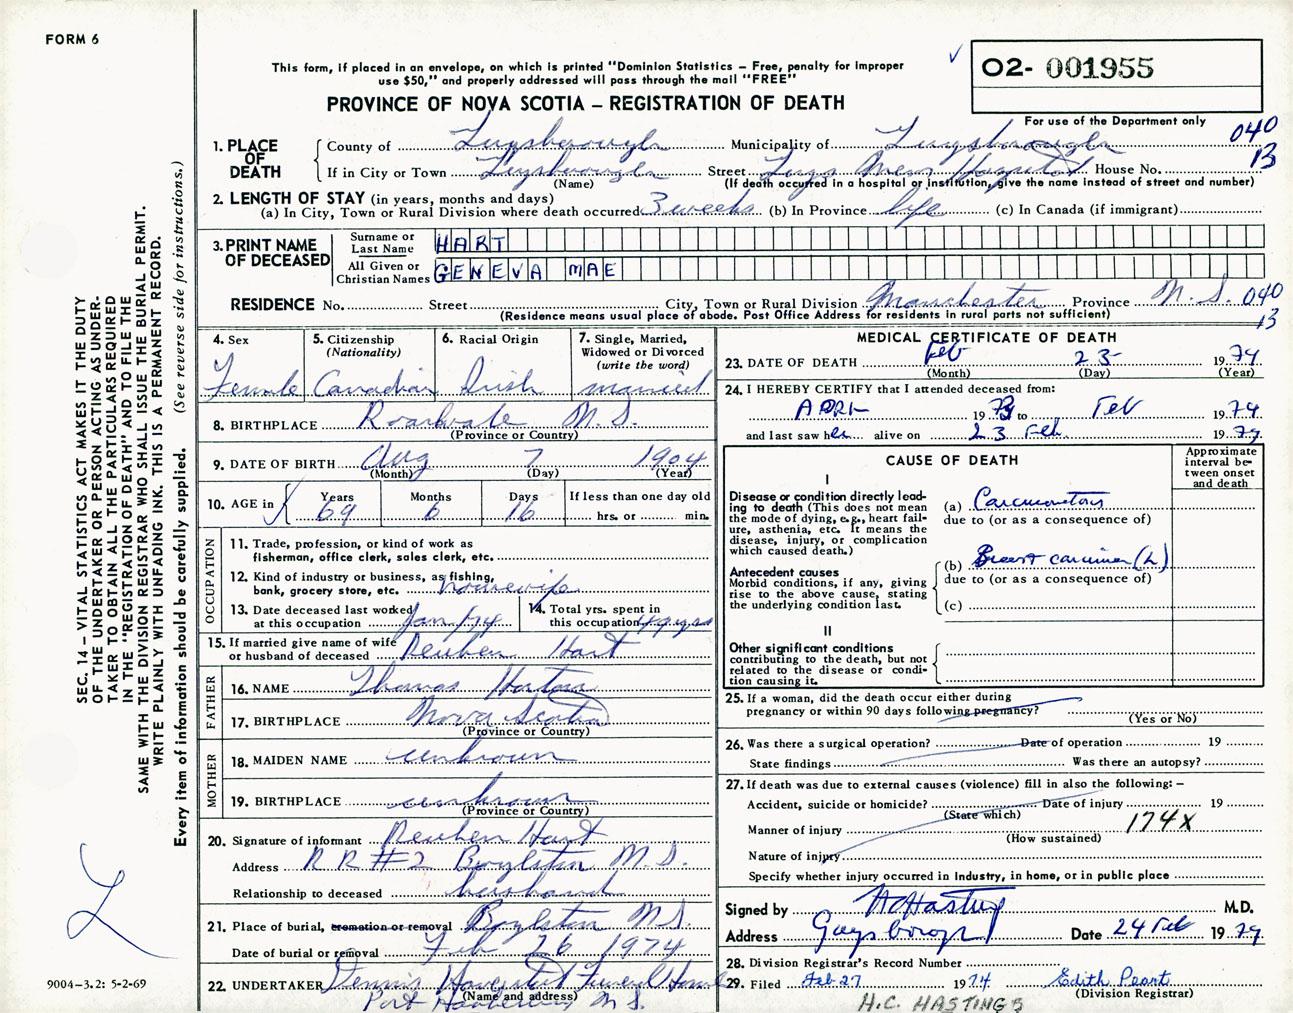 FORM 6
This form, if placed in an envelope, on which is printed "Dominion Statistics – Free, penalty for improper
use $50," and properly addressed will pass through the mail "FREE"
O2- 001955
PROVINCE OF NOVA SCOTIA – REGISTRATION OF DEATH
For use of the Department only
040
13
1. PLACE OF DEATH
County of Guysborough Municipality of Guysborough
If in City or Town Guysborough Street Guys Mem Hospital House No.
(Name) (If death occurred in a hospital or institution, give the name instead of street and number)
2. LENGTH OF STAY (in years, months and days)
(a) In City, Town or Rural Division where death occurred 3 weeks (b) In Province life (c) In Canada (if immigrant)
3. PRINT NAME OF DECEASED
Surname or Last Name HART
All Given or Christian Names GENEVA MAE
RESIDENCE No. Street City, Town or Rural Division Manchester Province N.S. 040
(Residence means usual place of abode. Post Office Address for residents in rural parts not sufficient) 13
4. Sex
Female
5. Citizenship
(Nationality)
Canadian
6. Racial Origin
Irish
7. Single, Married,
Widowed or Divorced
(write the word)
married
8. BIRTHPLACE N.S.
(Province or Country)
9. DATE OF BIRTH Aug 7 1904
(Month) (Day) (Year)
10. AGE in
Years Months Days If less than one day old
69 6 16 hrs. or min.
OCCUPATION
11. Trade, profession, or kind of work as
fisherman, office clerk, sales clerk, etc.
12. Kind of industry or business, as fishing,
bank, grocery store, etc. housewife
13. Date deceased last worked
at this occupation Jan /74
14. Total yrs. spent in
this occupation 49 yrs
15. If married give name of wife
or husband of deceased Reuben Hart
FATHER
16. NAME Thomas Horton
17. BIRTHPLACE Nova Scotia
(Province or Country)
MOTHER
18. MAIDEN NAME unknown
19. BIRTHPLACE unknown
(Province or Country)
20. Signature of informant Reuben Hart
Address R R #2 Boylston N.S.
Relationship to deceased husband
21. Place of burial, cremation or removal Boylston N.S.
Date of burial or removal Feb 26 1974
22. UNDERTAKER Dennis Funeral Home
(Name and address)
Port Hawkesbury N S.
MEDICAL CERTIFICATE OF DEATH
23. DATE OF DEATH Feb 23 1974
(Month) (Day) (Year)
24. I HEREBY CERTIFY that I attended deceased from:
APRIL 1973 to Feb 1974
and last saw her alive on 23 Feb. 1974
CAUSE OF DEATH
Approximate
interval be-
tween onset
and death
I
Disease or condition directly lead-
ing to death (This does not mean
the mode of dying, e.g., heart fail-
ure, asthenia, etc. It means the
disease, injury, or complication
which caused death.)
(a) Carcinomatosis
due to (or as a consequence of)
Antecedent causes
Morbid conditions, if any, giving
rise to the above cause, stating
the underlying condition last.
(b) Breast carcinoma (L)
due to (or as a consequence of)
(c)
II
Other significant conditions
contributing to the death, but not
related to the disease or condi-
tion causing it.
25. If a woman, did the death occur either during
pregnancy or within 90 days following pregnancy?
(Yes or No)
26. Was there a surgical operation? Date of operation 19
State findings Was there an autopsy?
27. If death was due to external causes (violence) fill in also the following: –
Accident, suicide or homicide? Date of injury 19
(State which)
Manner of injury 174X
(How sustained)
Nature of injury
Specify whether injury occurred in industry, in home, or in public place
Signed by HC Hastings M.D.
Address Guysborough Date 24 Feb 1974
28. Division Registrar's Record Number
29. Filed Feb 27 1974 Edith Peart
(Division Registrar)
H.C. HASTINGS
SEC. 14 – VITAL STATISTICS ACT MAKES IT THE DUTY
OF THE UNDERTAKER OR PERSON ACTING AS UNDER-
TAKER TO OBTAIN ALL THE PARTICULARS REQUIRED
IN THE "REGISTRATION OF DEATH" AND TO FILE THE
SAME WITH THE DIVISION REGISTRAR WHO SHALL ISSUE THE BURIAL PERMIT.
WRITE PLAINLY WITH UNFADING INK. THIS IS A PERMANENT RECORD.
Every item of information should be carefully supplied. (See reverse side for instructions.)
9004-3.2: 5-2-69